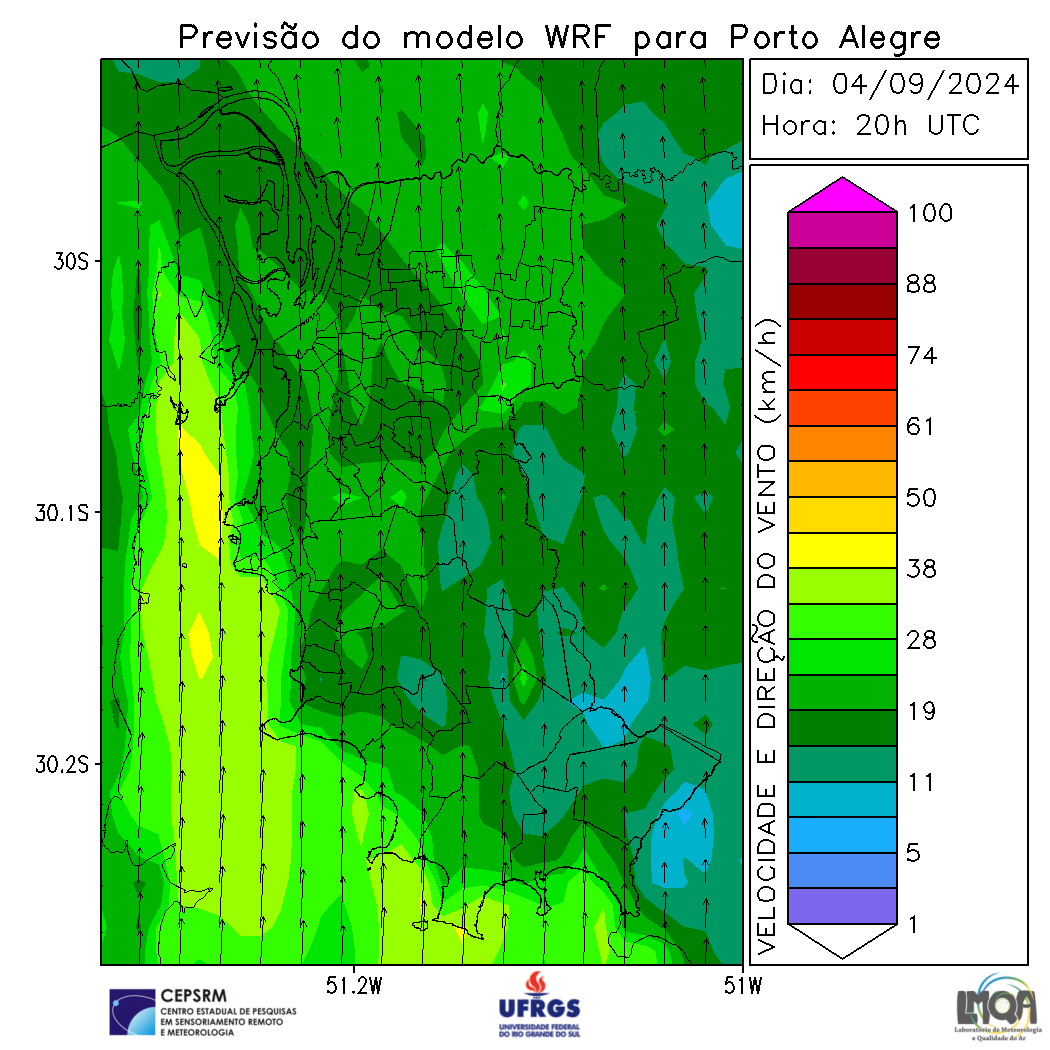 Previsão do modelo WRF para Porto Alegre
Dia: 04/09/2024
Hora: 20h UTC
30S
30.1S
30.2S
51.2W
51W
VELOCIDADE E DIREÇÃO DO VENTO (km/h)
100
88
74
61
50
38
28
19
11
5
1
CEPSRM
CENTRO ESTADUAL DE PESQUISAS
EM SENSORIAMENTO REMOTO
E METEOROLOGIA
UFRGS
UNIVERSIDADE FEDERAL
DO RIO GRANDE DO SUL
LMQA
Laboratório de Meteorologia
e Qualidade do Ar